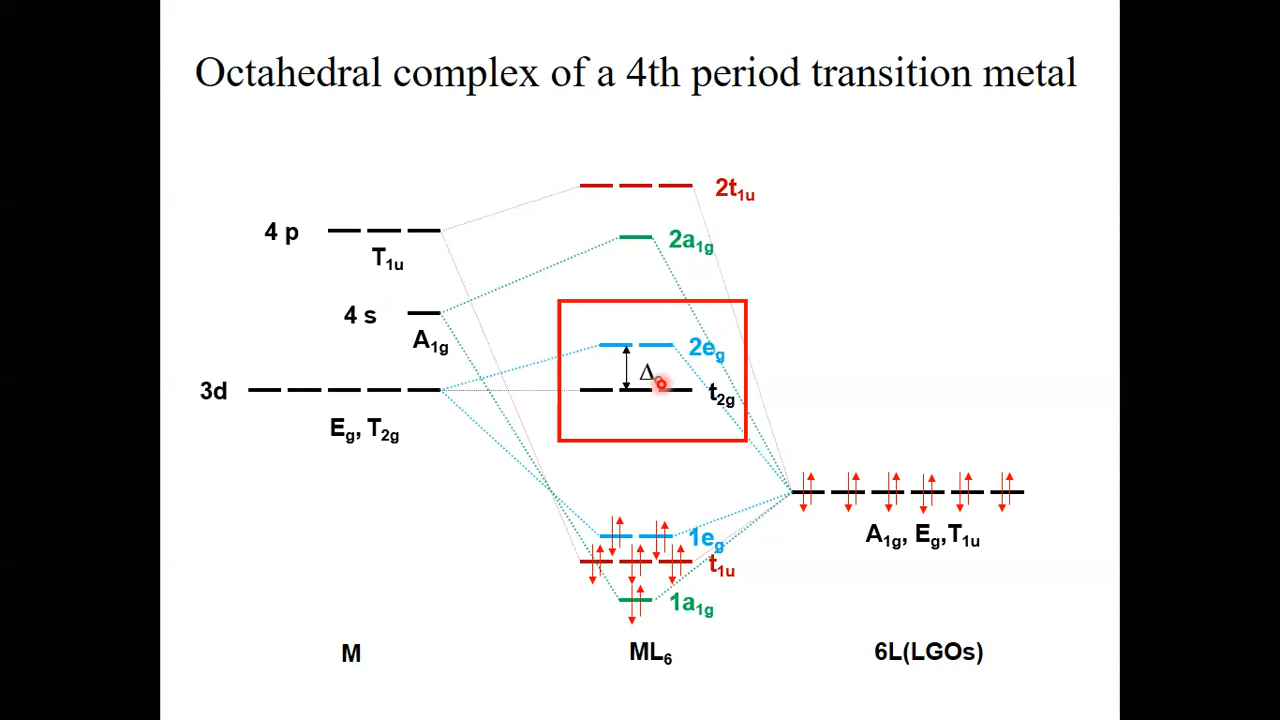 Octahedral complex of a 4th period transition metal
2t1u
4 p
T1u
2a1g
4 s
A1g
2eg
Δo
3d
t2g
Eg, T2g
A1g, Eg,T1u
1eg
t1u
1a1g
M
ML6
6L(LGOs)